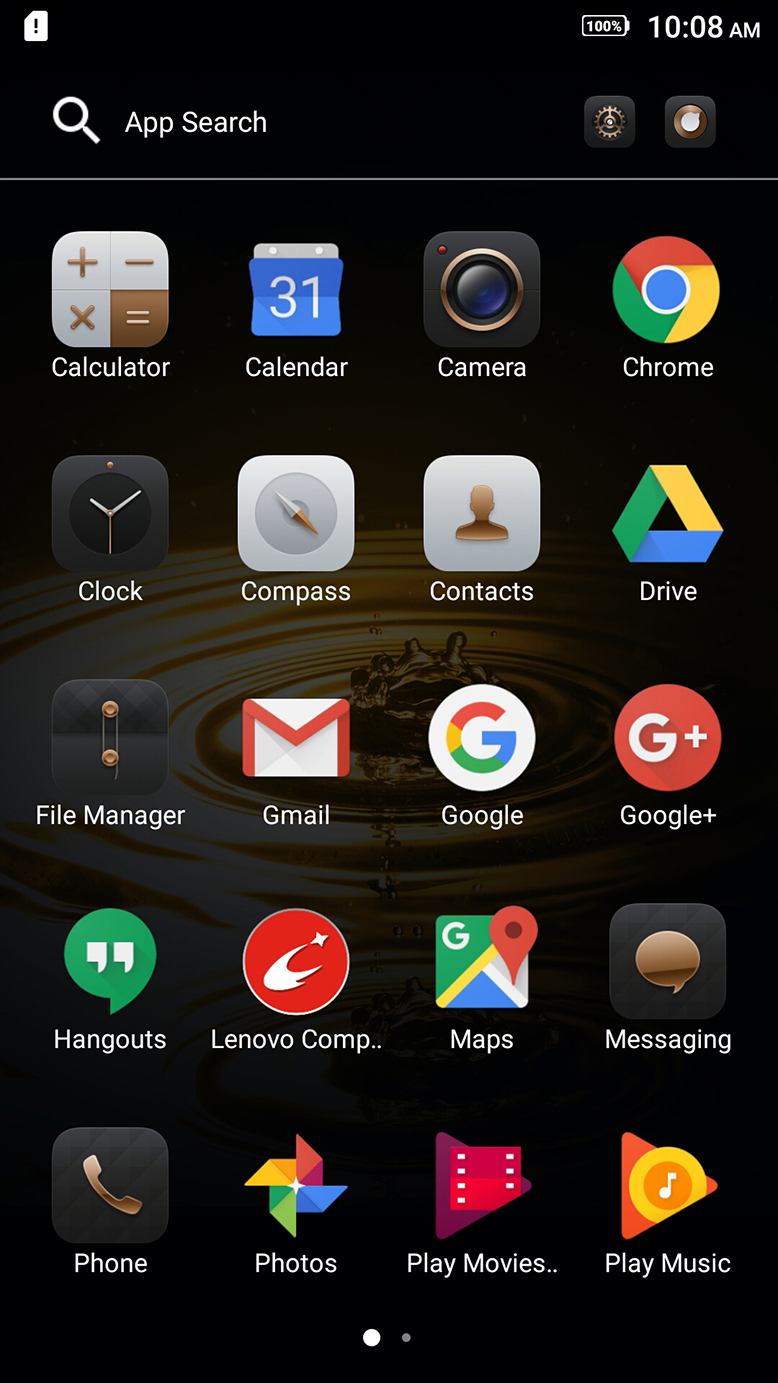 100% 10:08 AM
App Search
31
Calculator Calendar Camera Chrome
Clock Compass Contacts Drive
G G+
File Manager Gmail Google Google+
G
Hangouts Lenovo Comp.. Maps Messaging
Phone Photos Play Movies.. Play Music